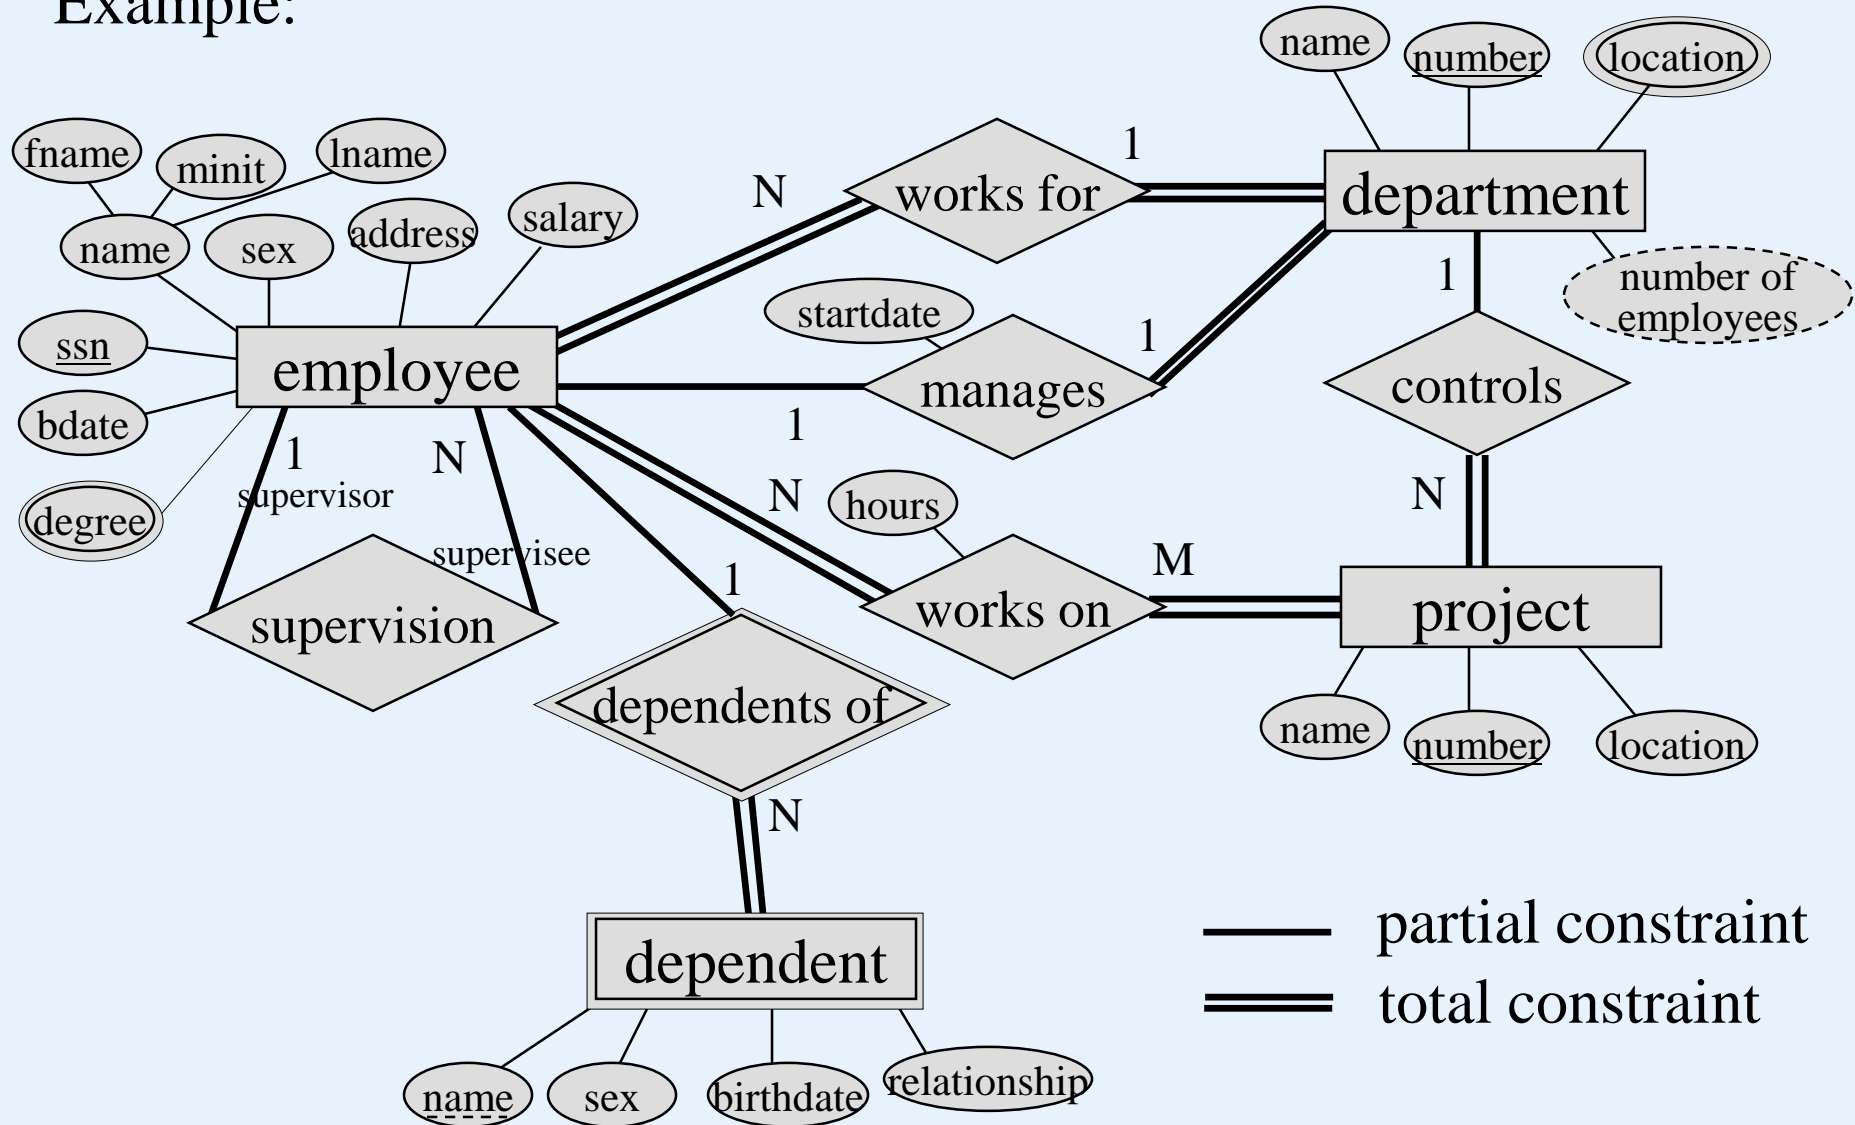 Example:
name
number
location
fname
minit
lname
name
sex
address
salary
ssn
bdate
degree
employee
N
works for
1
department
number of
employees
startdate
manages
1
1
1
controls
N
1
supervisor
N
supervisee
supervision
N
hours
works on
M
project
name
number
location
1
dependents of
N
dependent
name
sex
birthdate
relationship
partial constraint
total constraint